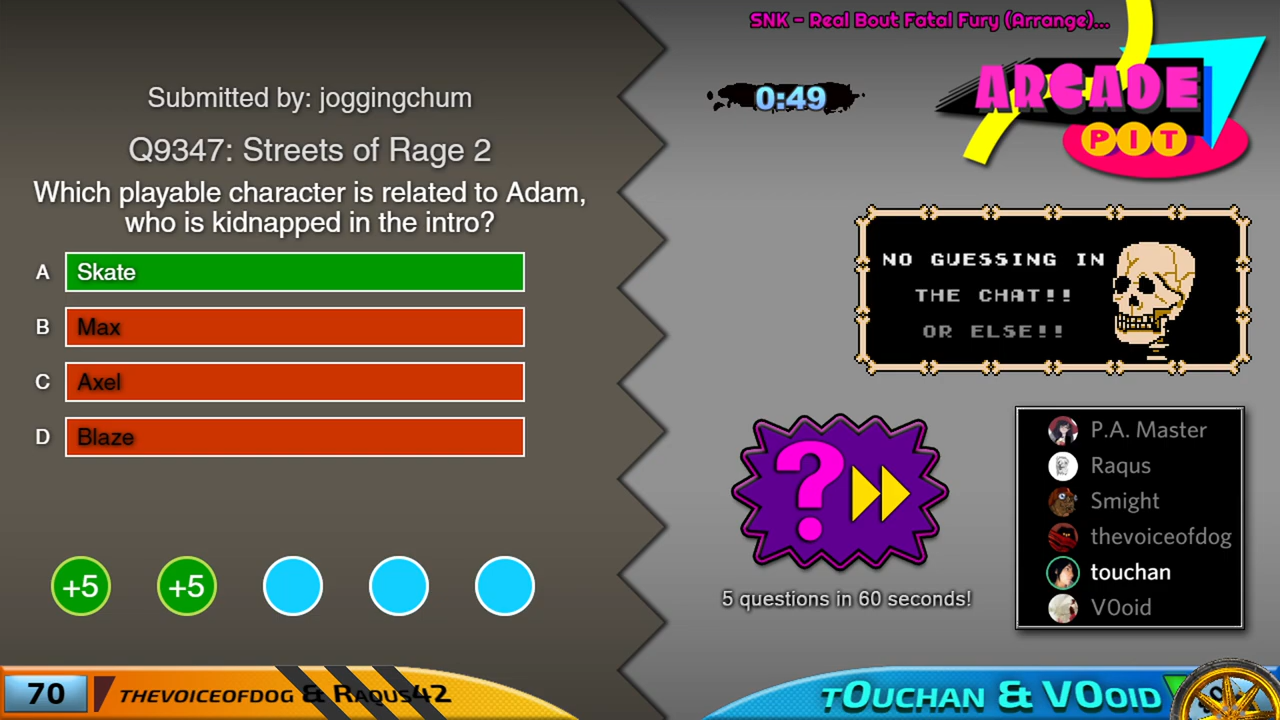 SNK - Real Bout Fatal Fury (Arrange)...
Submitted by: joggingchum
0:49
ARCADE
PIT
Q9347: Streets of Rage 2
Which playable character is related to Adam,
who is kidnapped in the intro?
A Skate
B Max
C Axel
D Blaze
NO GUESSING IN
THE CHAT!!
OR ELSE!!
?
5 questions in 60 seconds!
P.A. Master
Raqus
Smight
thevoiceofdog
touchan
V0oid
+5 +5
70
THEVOICEOFDOG & RAQUS42
TOUCHAN & V0OID